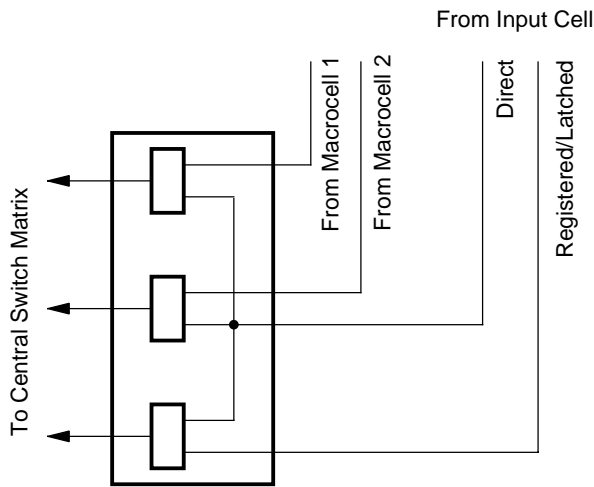 From Input Cell
From Macrocell 1
From Macrocell 2
Direct
Registered/Latched
To Central Switch Matrix